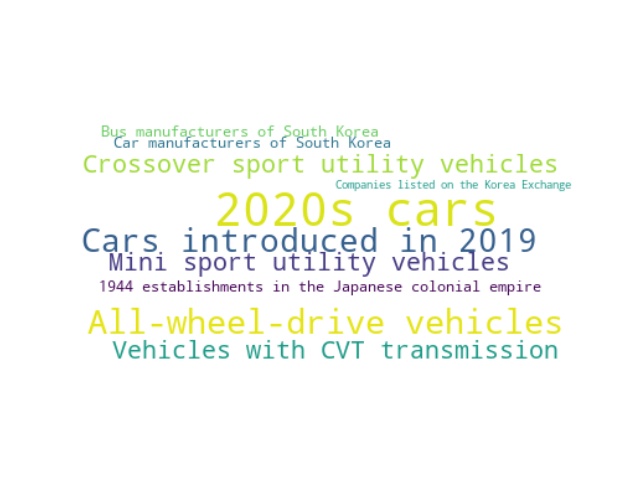 Bus manufacturers of South Korea
Car manufacturers of South Korea
Crossover sport utility vehicles
Companies listed on the Korea Exchange
2020s cars
Cars introduced in 2019
Mini sport utility vehicles
1944 establishments in the Japanese colonial empire
All-wheel-drive vehicles
Vehicles with CVT transmission